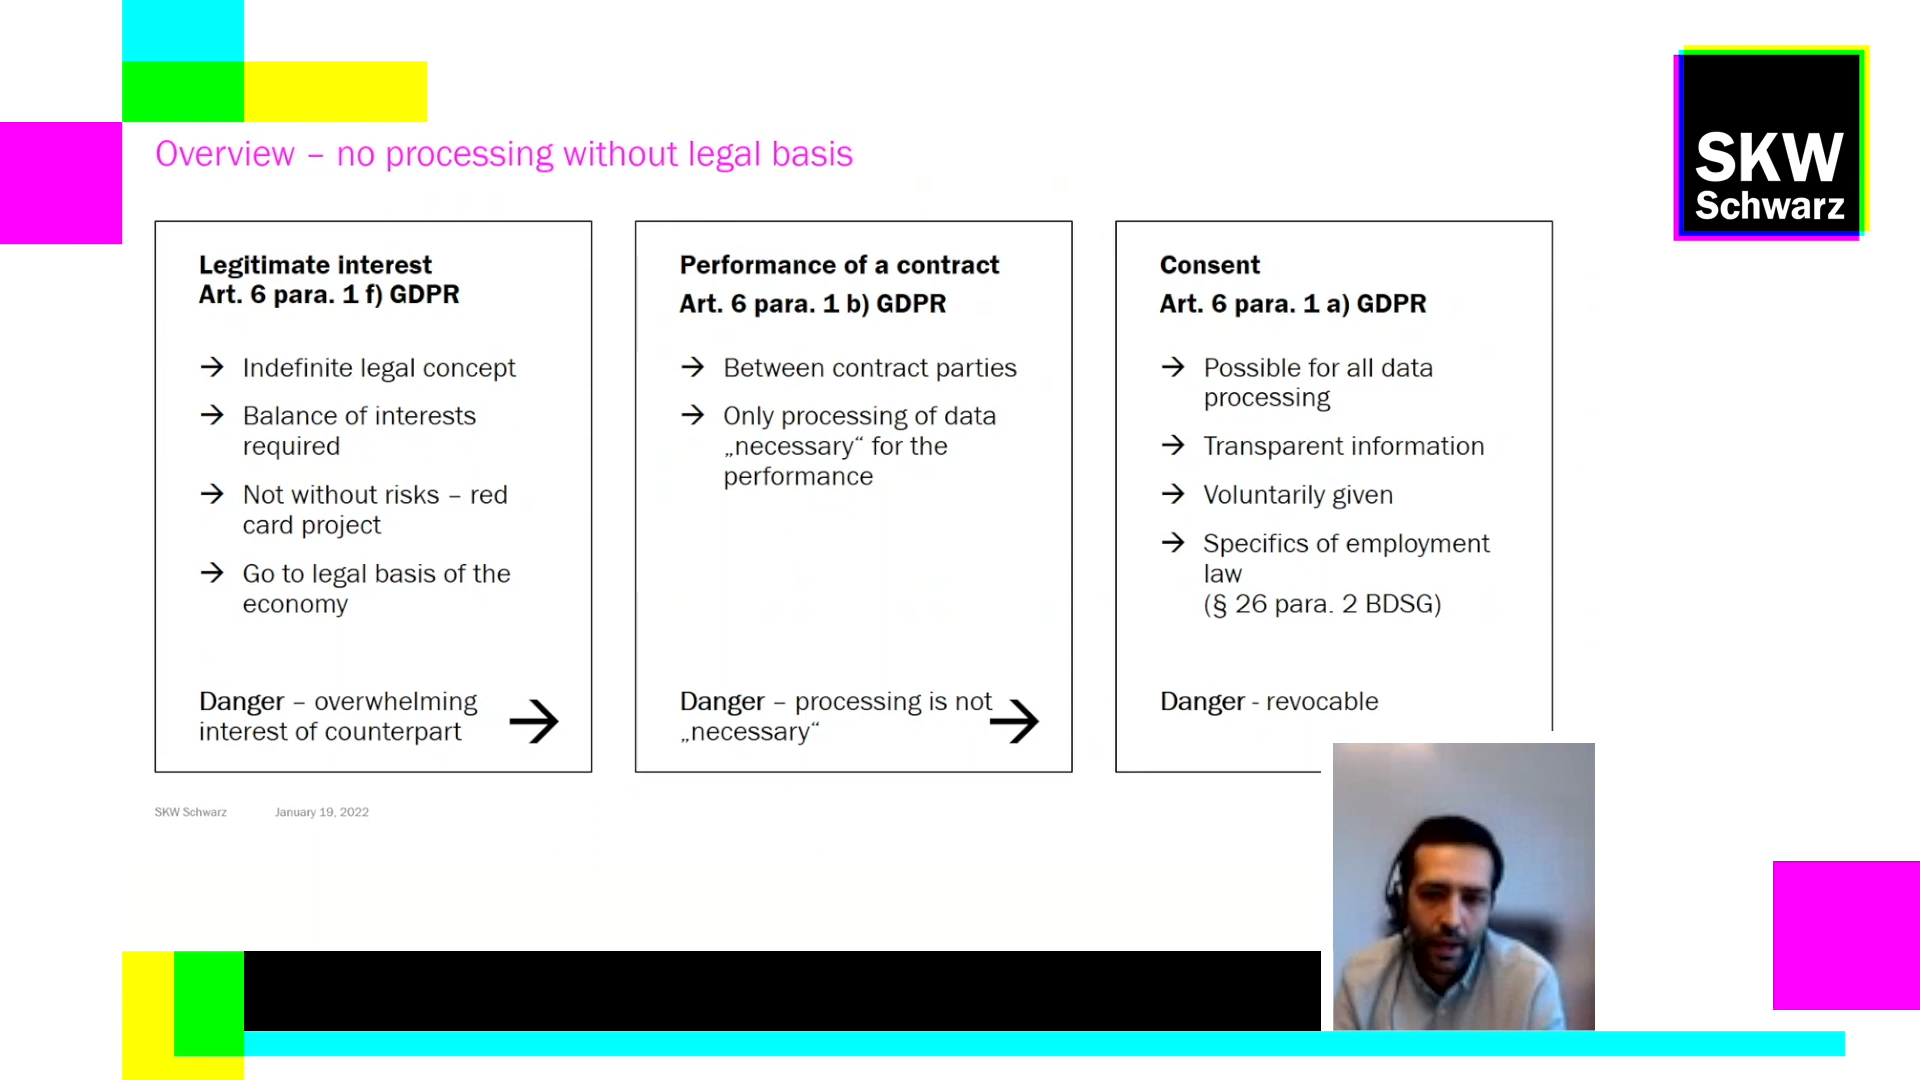 Overview – no processing without legal basis
SKW
Schwarz
Legitimate interest
Art. 6 para. 1 f) GDPR
→ Indefinite legal concept
→ Balance of interests
required
→ Not without risks – red
card project
→ Go to legal basis of the
economy
Danger – overwhelming
interest of counterpart
Performance of a contract
Art. 6 para. 1 b) GDPR
→ Between contract parties
→ Only processing of data
„necessary“ for the
performance
Danger – processing is not
„necessary“
Consent
Art. 6 para. 1 a) GDPR
→ Possible for all data
processing
→ Transparent information
→ Voluntarily given
→ Specifics of employment
law
(§ 26 para. 2 BDSG)
Danger - revocable
SKW Schwarz January 19, 2022